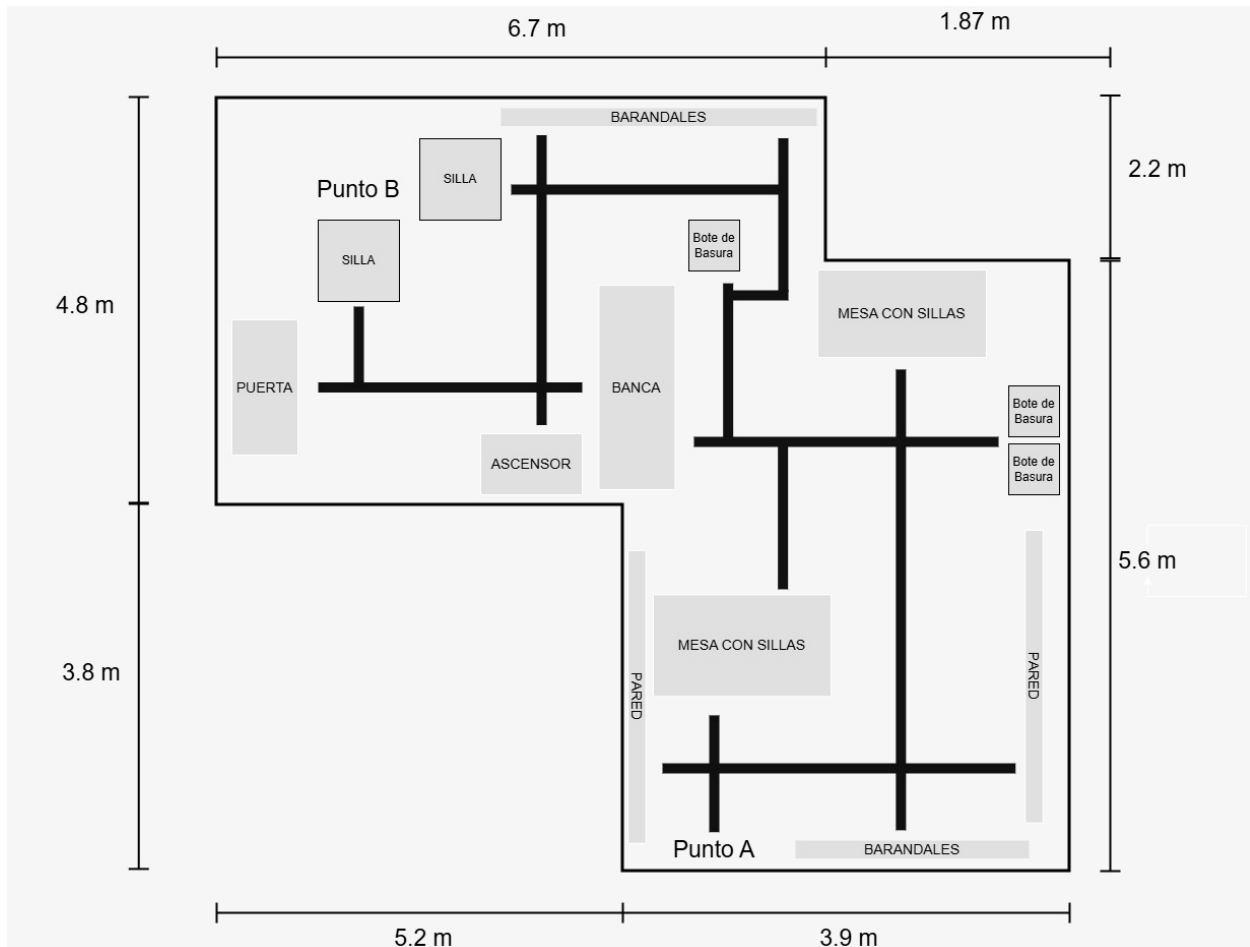 6.7 m
1.87 m
BARANDALES
2.2 m
SILLA
Punto B
Bote de
Basura
SILLA
4.8 m
MESA CON SILLAS
PUERTA
BANCA
Bote de
Basura
ASCENSOR
Bote de
Basura
5.6 m
MESA CON SILLAS
3.8 m
PARED
PARED
Punto A
BARANDALES
5.2 m
3.9 m